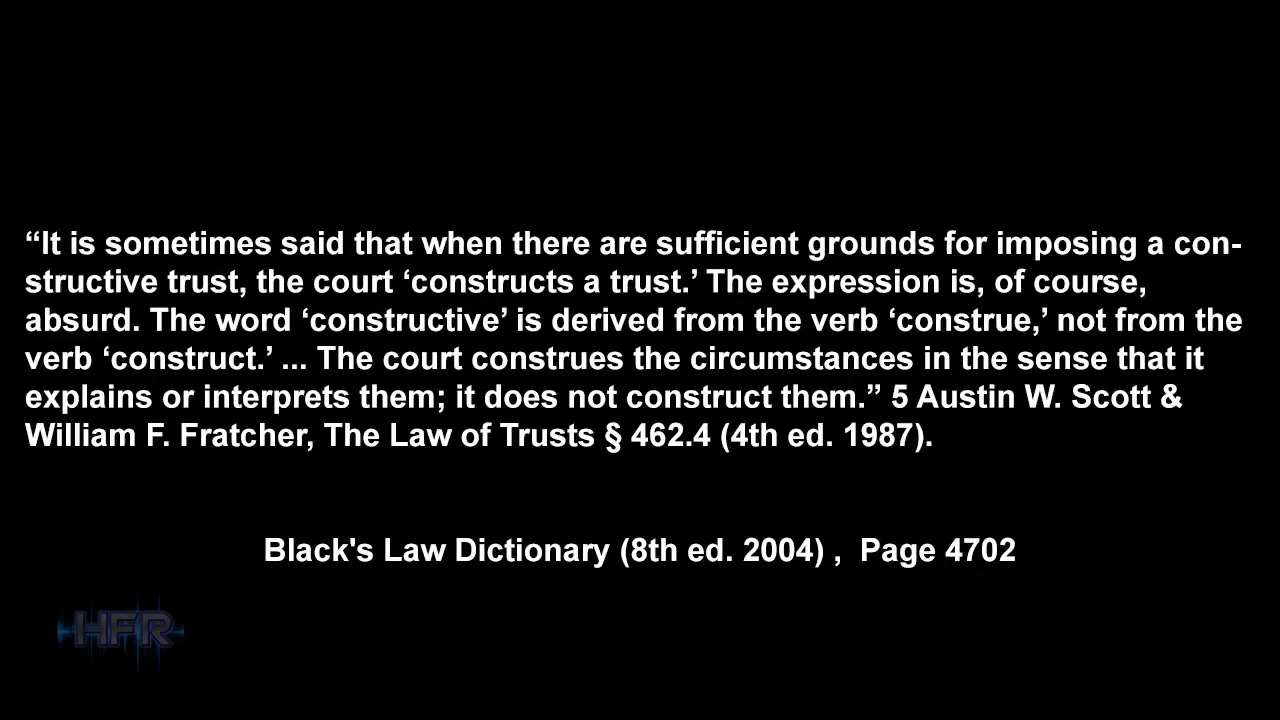 “It is sometimes said that when there are sufficient grounds for imposing a con-
structive trust, the court ‘constructs a trust.’ The expression is, of course,
absurd. The word ‘constructive’ is derived from the verb ‘construe,’ not from the
verb ‘construct.’ ... The court construes the circumstances in the sense that it
explains or interprets them; it does not construct them.” 5 Austin W. Scott &
William F. Fratcher, The Law of Trusts § 462.4 (4th ed. 1987).
Black's Law Dictionary (8th ed. 2004) ,  Page 4702
HFR